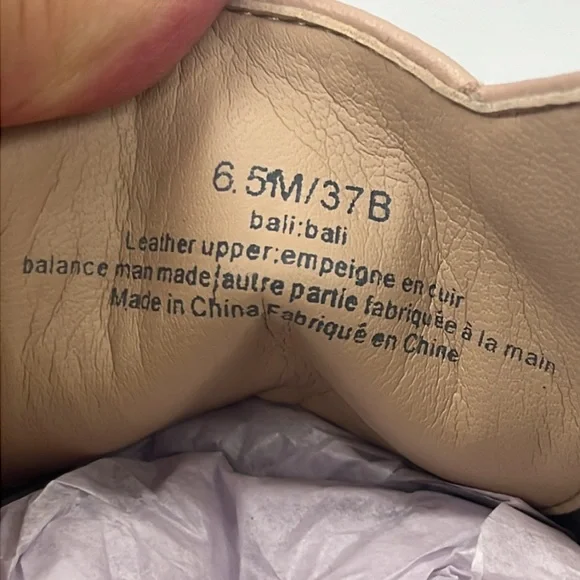 6.5M/37B
bali:bali
Leather upper:empeigne en cuir
balance man made/autre partie fabriquée à la main
Made in China Fabriqué en Chine